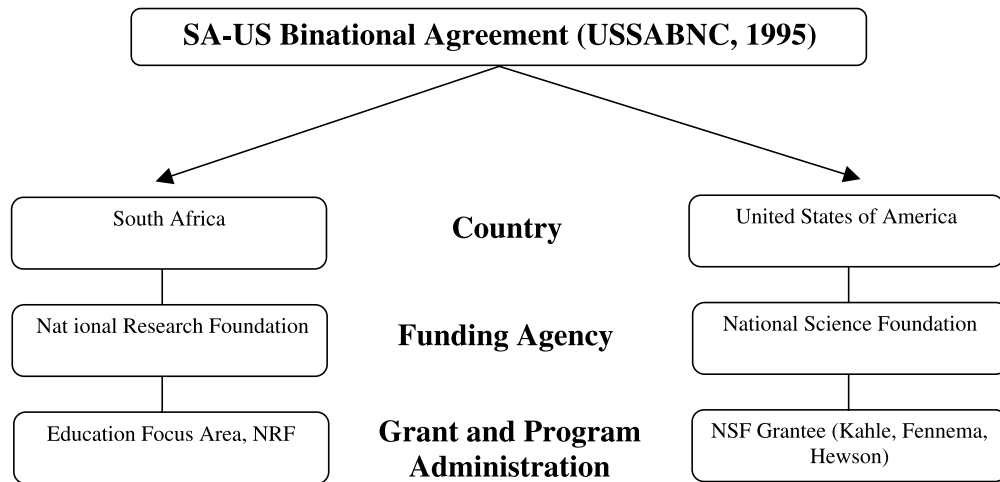 SA-US Binational Agreement (USSABNC, 1995)
South Africa
Country
United States of America
Nat ional Research Foundation
Funding Agency
National Science Foundation
Education Focus Area, NRF
Grant and Program
Administration
NSF Grantee (Kahle, Fennema,
Hewson)